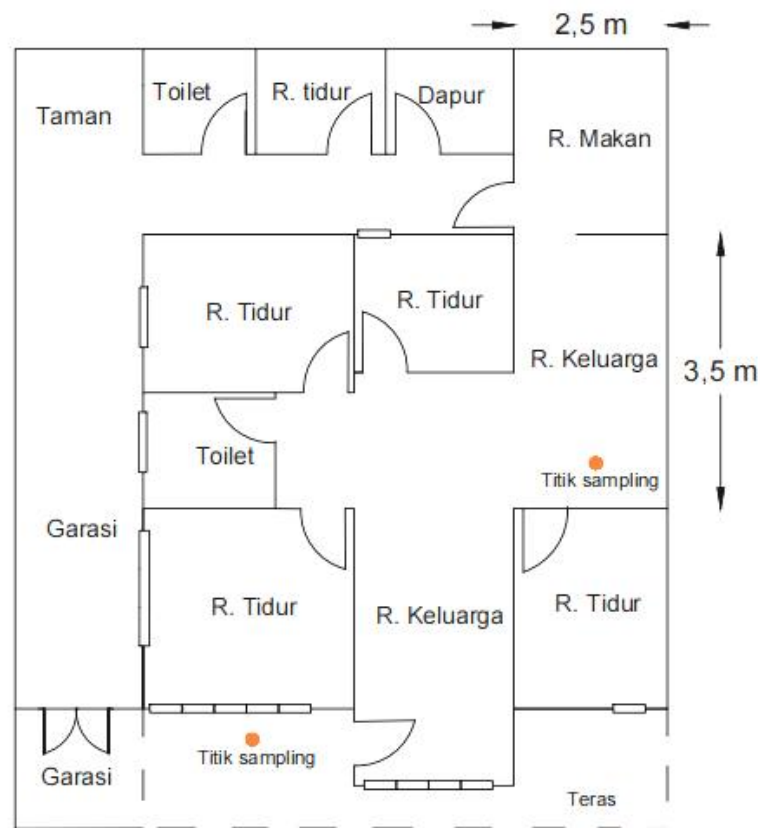 2,5 m
Toilet
R. tidur
Dapur
Taman
R. Makan
R. Tidur
R. Tidur
R. Keluarga
3,5 m
Toilet
Titik sampling
Garasi
R. Tidur
R. Keluarga
R. Tidur
Titik sampling
Garasi
Teras